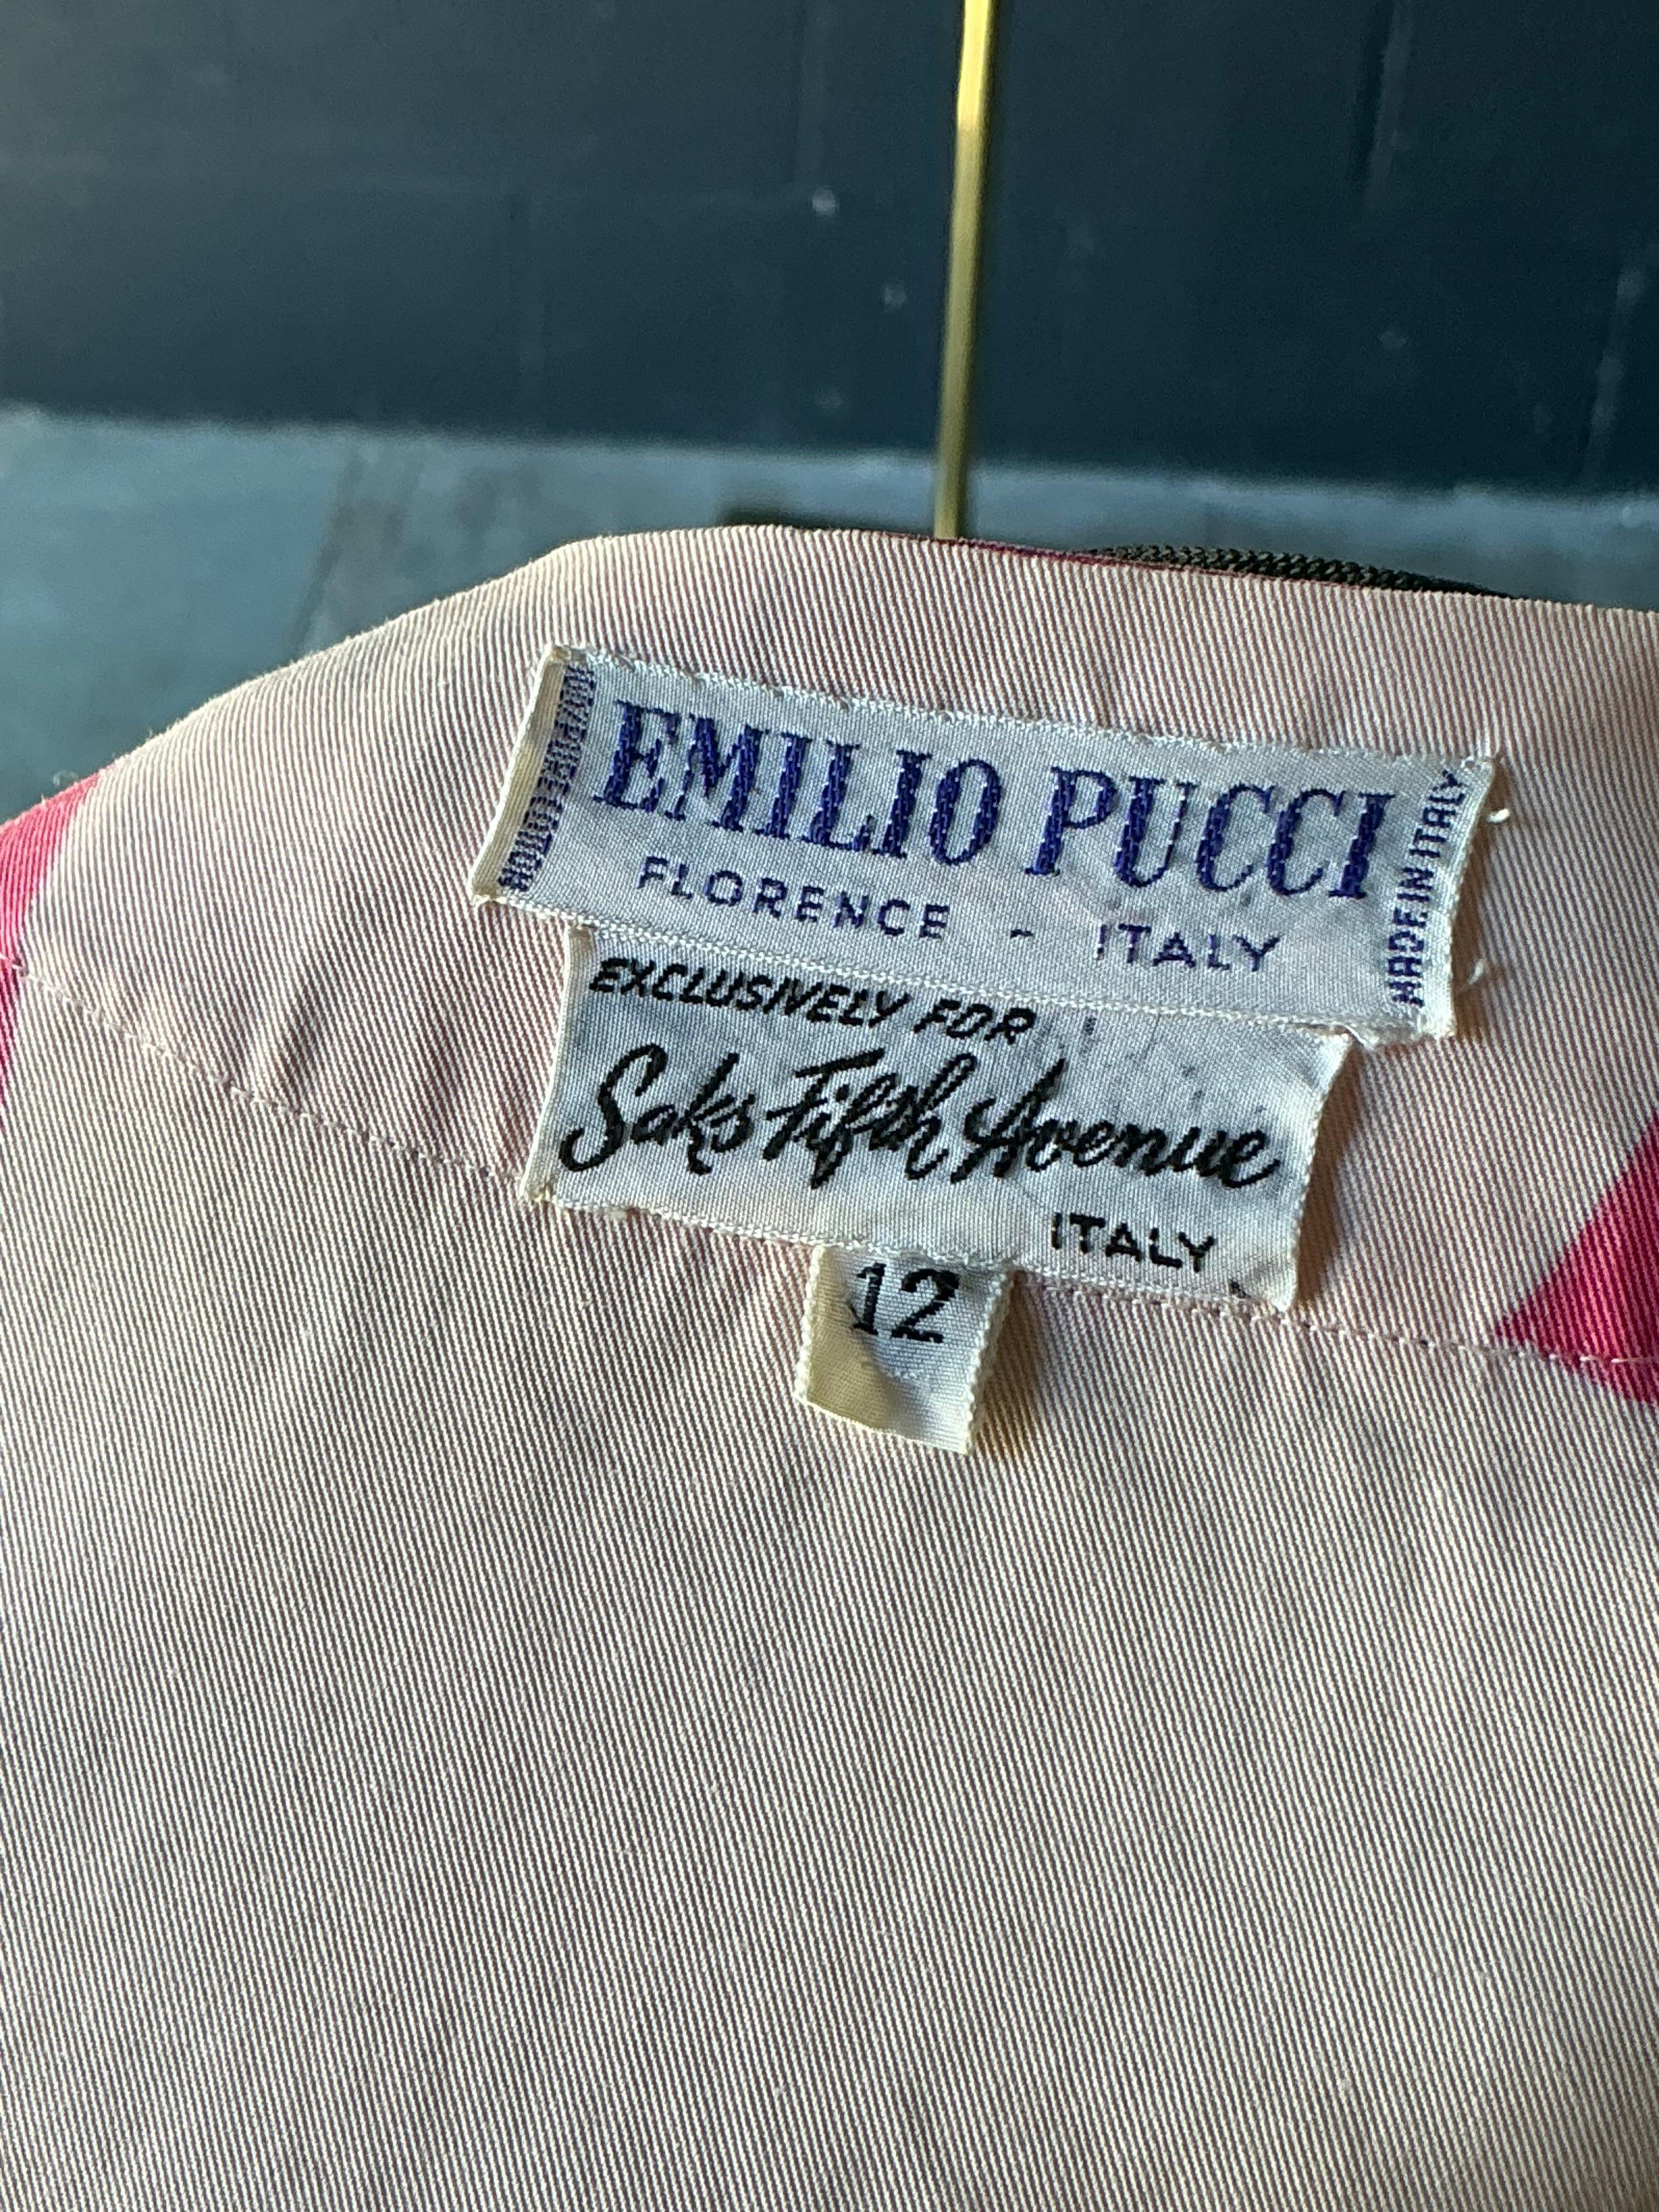 EMILIO PUCCI
FLORENCE - ITALY
MADE IN ITALY
EXCLUSIVELY FOR
Saks Fifth Avenue
ITALY
12